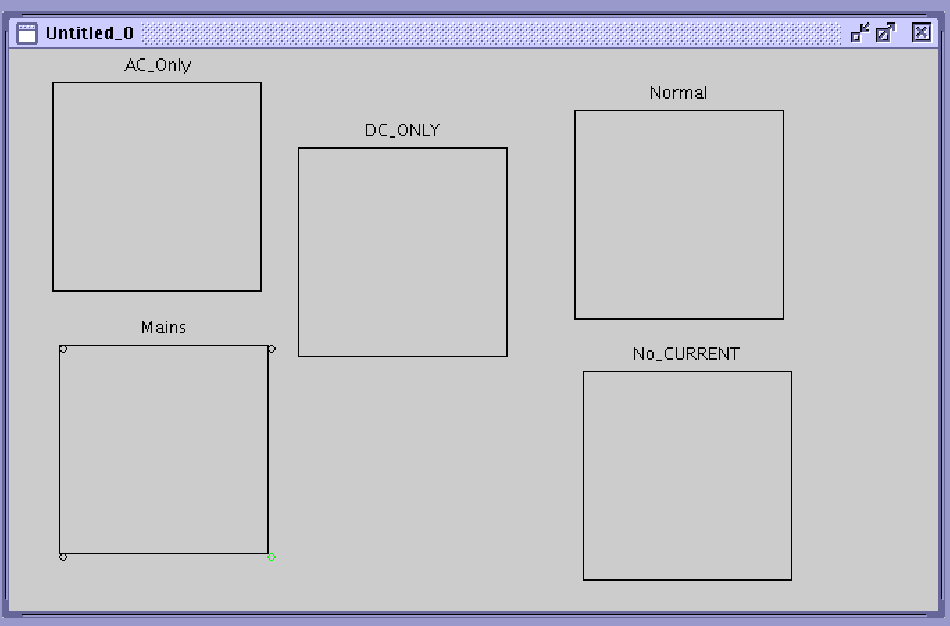 Untitled_0
AC_Only
Normal
DC_ONLY
Mains
No_CURRENT